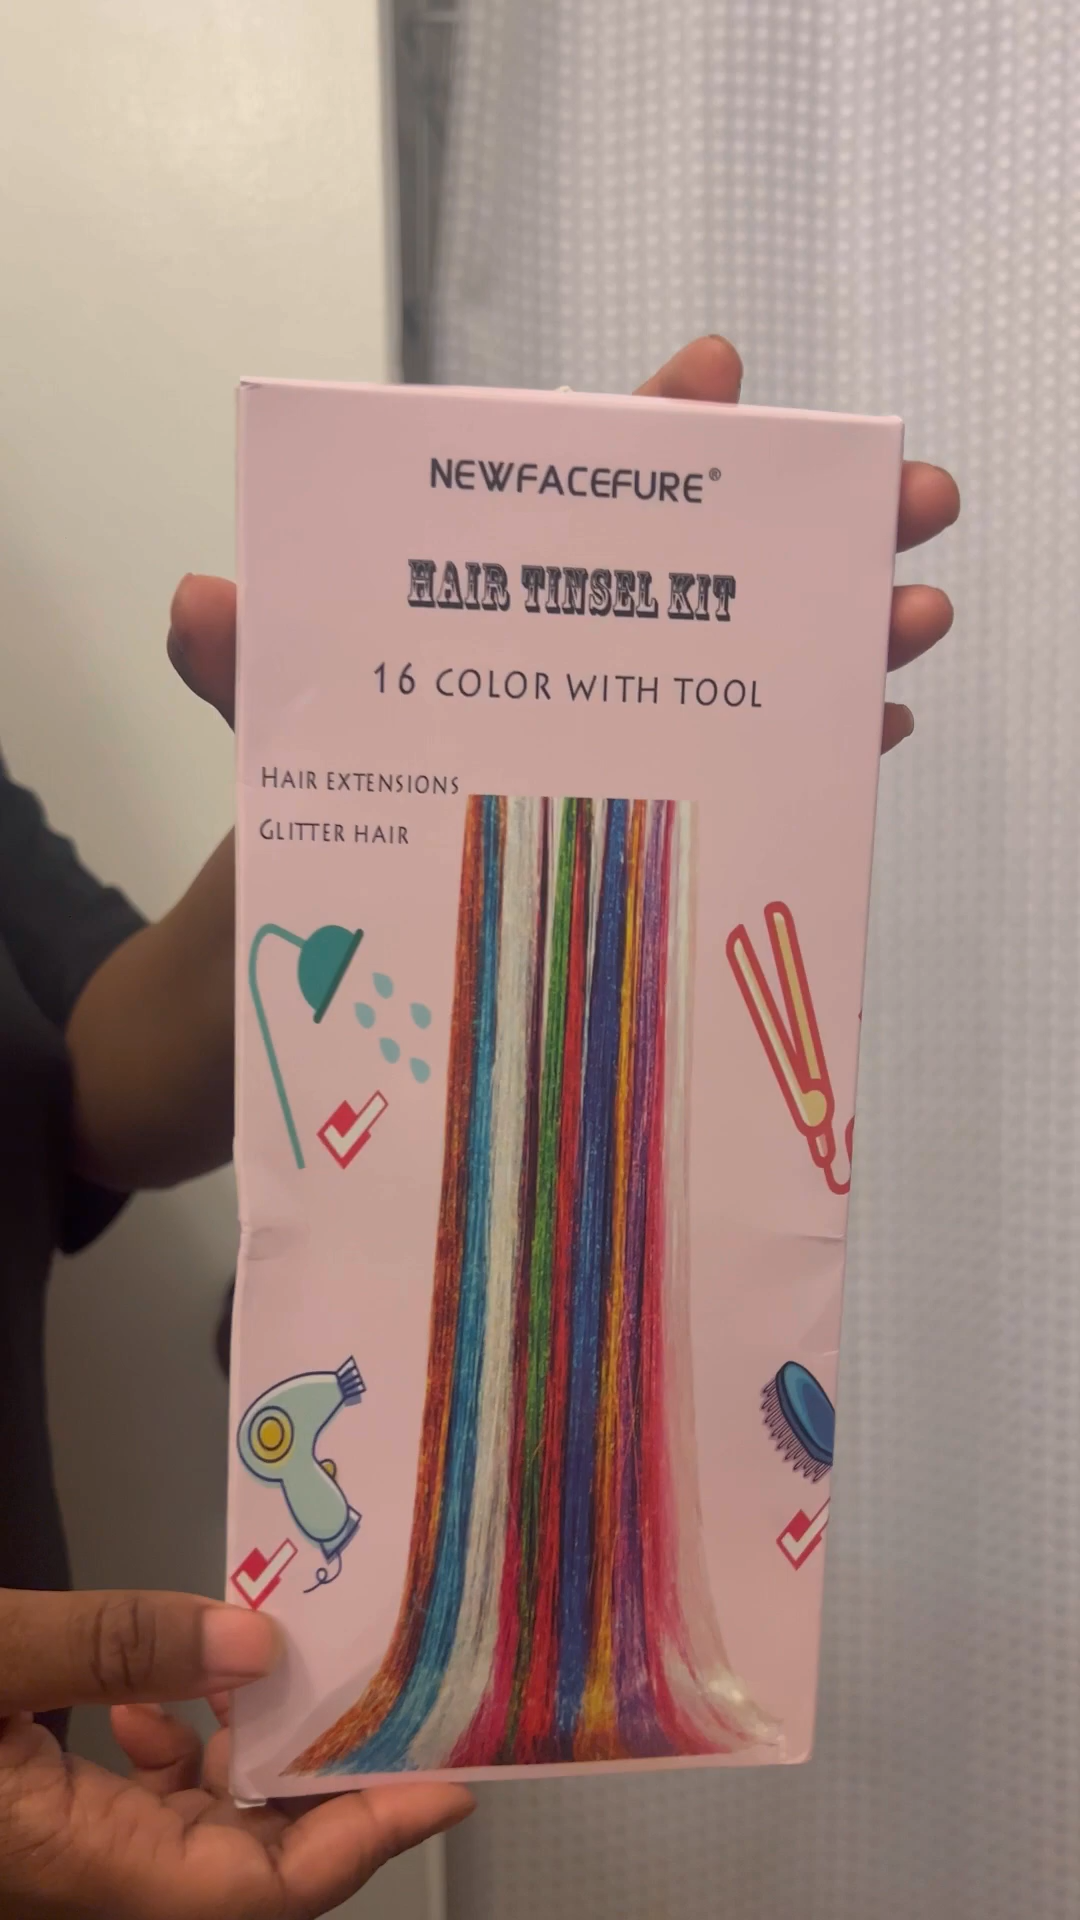 NEWFACEFURE®
HAIR TINSEL KIT
16 COLOR WITH TOOL
HAIR EXTENSIONS
GLITTER HAIR